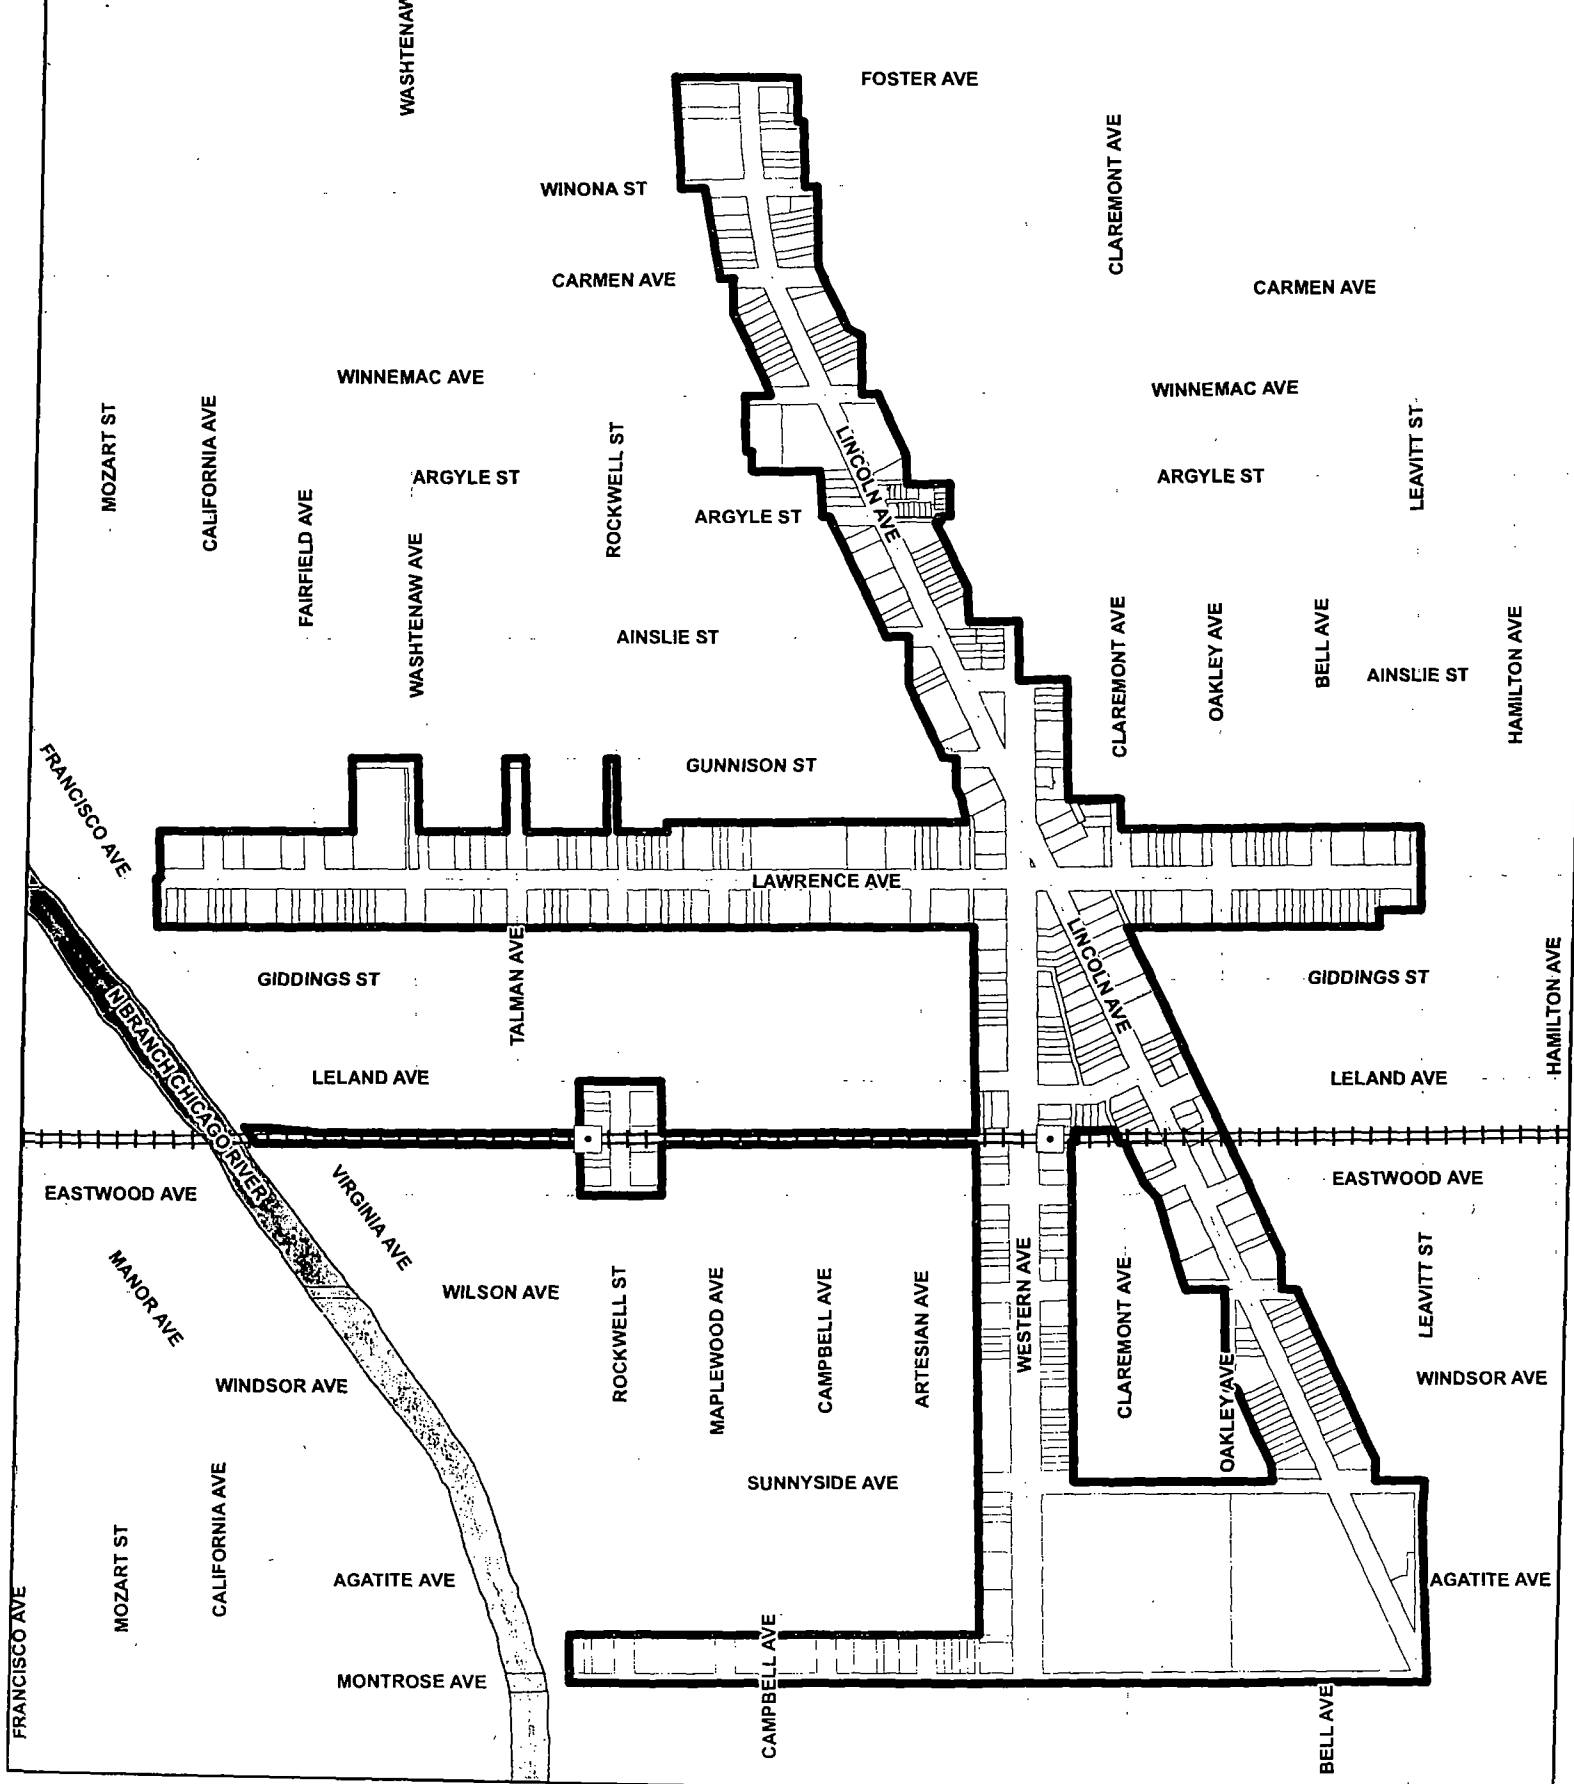 WASHTENAW
FOSTER AVE
CLAREMONT AVE
WINONA ST
CARMEN AVE
CARMEN AVE
WINNEMAC AVE
WINNEMAC AVE
MOZART ST
CALIFORNIA AVE
ROCKWELL ST
LINCOLN AVE
LEAVITT ST
ARGYLE ST
ARGYLE ST
ARGYLE ST
FAIRFIELD AVE
WASHTENAW AVE
AINSLIE ST
CLAREMONT AVE
OAKLEY AVE
BELL AVE
AINSLIE ST
HAMILTON AVE
FRANCISCO AVE
GUNNISON ST
LAWRENCE AVE
TALMAN AVE
LINCOLN AVE
GIDDINGS ST
GIDDINGS ST
HAMILTON AVE
N BRANCH CHICAGO RIVER
LELAND AVE
LELAND AVE
EASTWOOD AVE
VIRGINIA AVE
EASTWOOD AVE
MANOR AVE
WILSON AVE
ROCKWELL ST
MAPLEWOOD AVE
CAMPBELL AVE
ARTESIAN AVE
WESTERN AVE
CLAREMONT AVE
OAKLEY AVE
LEAVITT ST
WINDSOR AVE
WINDSOR AVE
SUNNYSIDE AVE
CALIFORNIA AVE
MOZART ST
AGATITE AVE
AGATITE AVE
FRANCISCO AVE
MONTROSE AVE
CAMPBELL AVE
BELL AVE